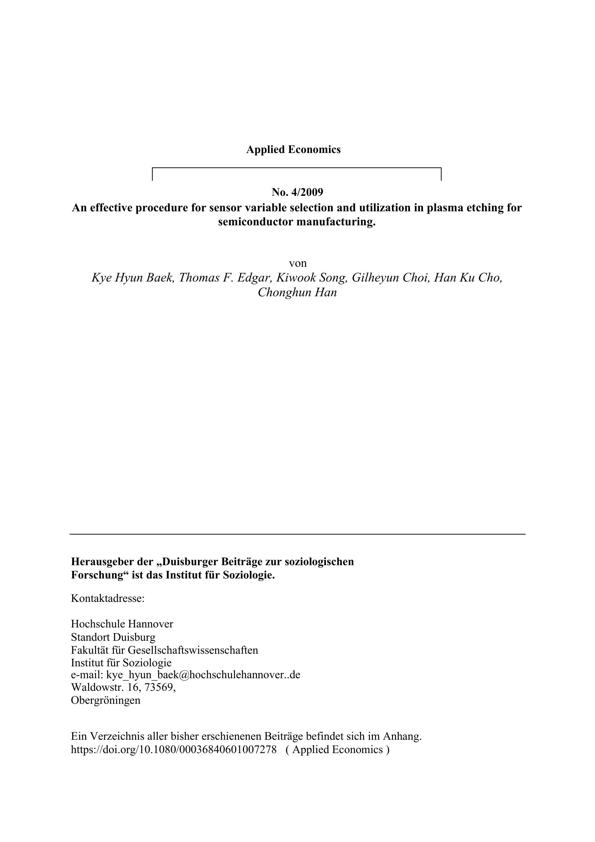 Applied Economics
No. 4/2009
An effective procedure for sensor variable selection and utilization in plasma etching for
semiconductor manufacturing.
von
Kye Hyun Baek, Thomas F. Edgar, Kiwook Song, Gilheyun Choi, Han Ku Cho,
Chonghun Han
Herausgeber der „Duisburger Beiträge zur soziologischen
Forschung“ ist das Institut für Soziologie.
Kontaktadresse:
Hochschule Hannover
Standort Duisburg
Fakultät für Gesellschaftswissenschaften
Institut für Soziologie
e-mail: kye_hyun_baek@hochschulehannover..de
Waldowstr. 16, 73569,
Obergröningen
Ein Verzeichnis aller bisher erschienenen Beiträge befindet sich im Anhang.
https://doi.org/10.1080/00036840601007278 ( Applied Economics )